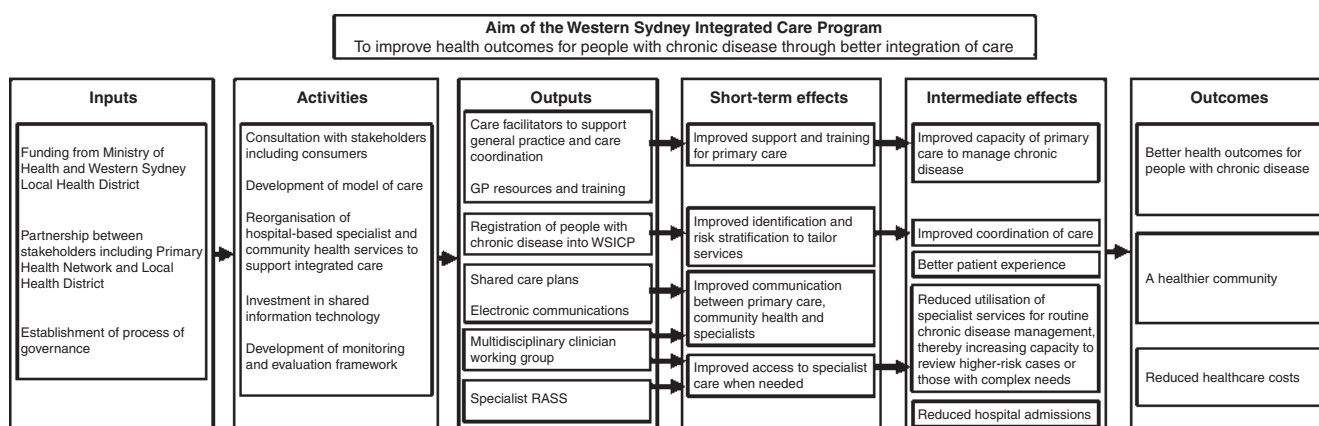 Aim of the Western Sydney Integrated Care Program
To improve health outcomes for people with chronic disease through better integration of care
Inputs
Funding from Ministry of
Health and Western Sydney
Local Health District
Partnership between
stakeholders including Primary
Health Network and Local
Health District
Establishment of process of
governance
Activities
Consultation with stakeholders
including consumers
Development of model of care
Reorganisation of
hospital-based specialist and
community health services to
support integrated care
Investment in shared
information technology
Development of monitoring
and evaluation framework
Outputs
Care facilitators to support
general practice and care
coordination
GP resources and training
Registration of people with
chronic disease into WSICP
Shared care plans
Electronic communications
Multidisciplinary clinician
working group
Specialist RASS
Short-term effects
Improved support and training
for primary care
Improved identification and
risk stratification to tailor
services
Improved communication
between primary care,
community health and
specialists
Improved access to specialist
care when needed
Intermediate effects
Improved capacity of primary
care to manage chronic
disease
Improved coordination of care
Better patient experience
Reduced utilisation of
specialist services for routine
chronic disease management,
thereby increasing capacity to
review higher-risk cases or
those with complex needs
Reduced hospital admissions
Outcomes
Better health outcomes for
people with chronic disease
A healthier community
Reduced healthcare costs